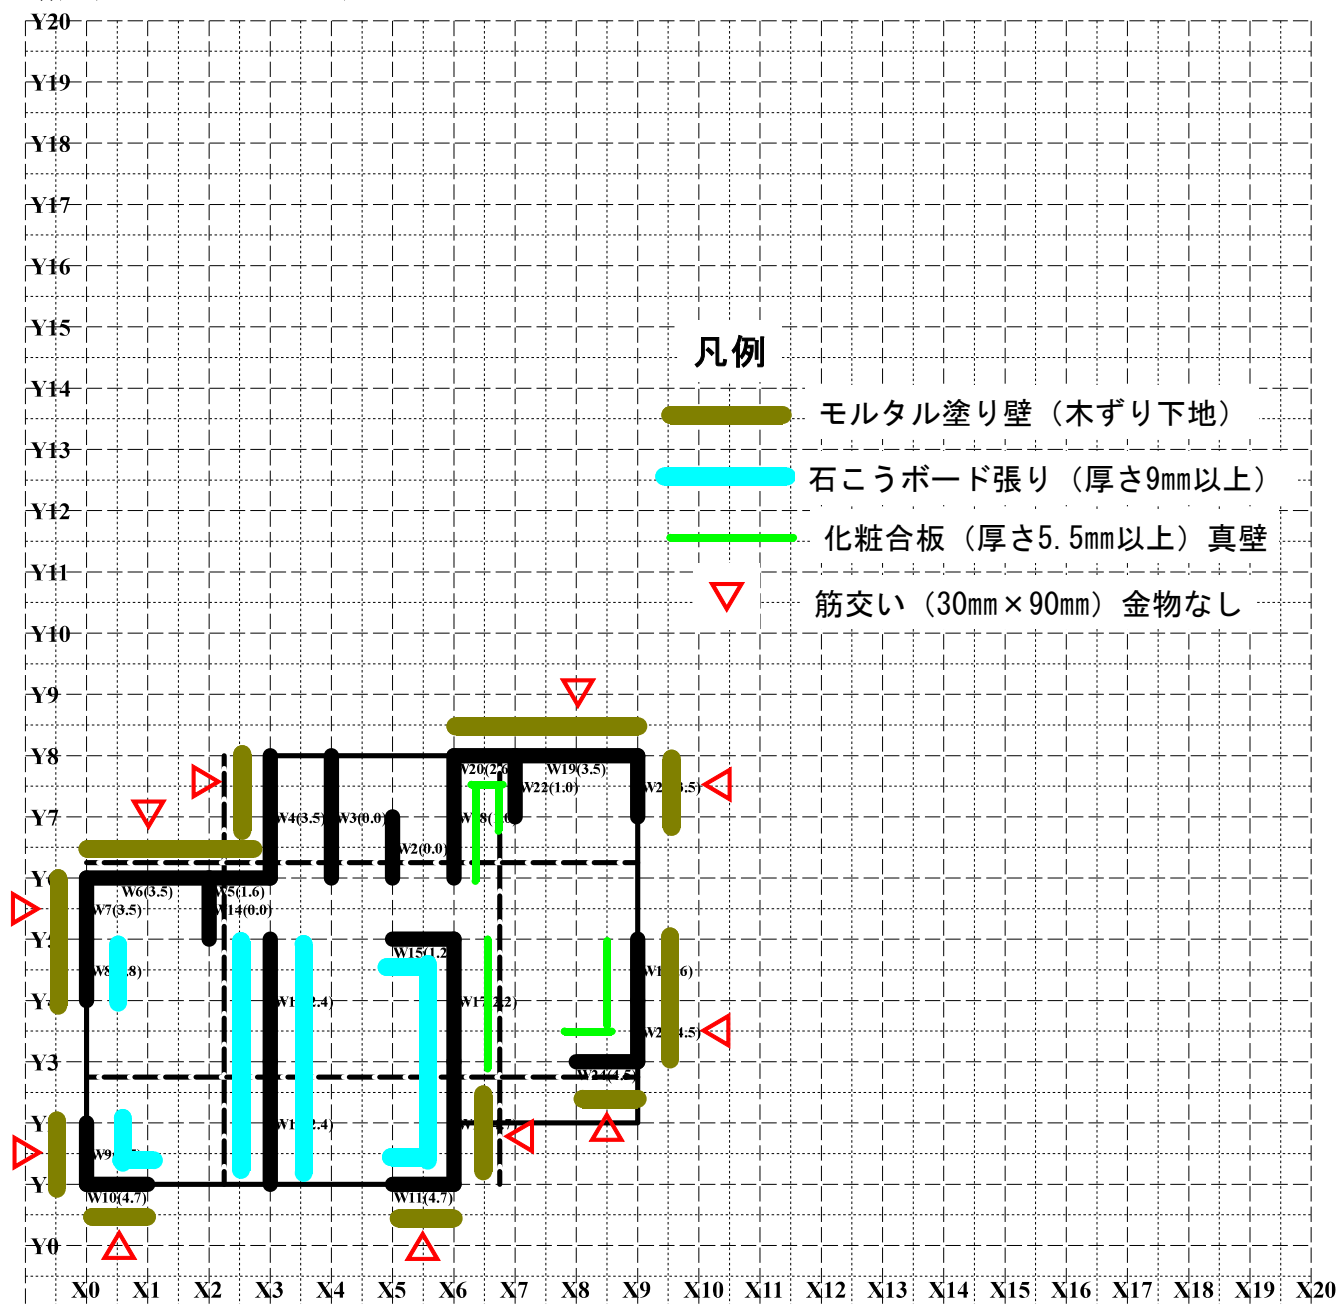 Y20
Y19
Y18
Y17
Y16
Y15
凡例
Y14
モルタル塗り壁（木ずり下地）
Y13
石こうボード張り（厚さ9㎜以上）
Y12
化粧合板（厚さ5.5㎜以上）真壁
Y11
筋交い（30㎜×90㎜）金物なし
Y10
Y9
Y8
W19(3.5)
W22(1.0)
Y7
W4(3.5)
W3(0.0)
W2(0.0)
W6(3.5)
W5(1.6)
W7(3.5)
W14(0.0)
W15(1.2
W17(2.2)
Y3
W24(4.5)
W10(4.7)
W11(4.7)
Y0
X0 X1 X2 X3 X4 X5 X6 X7 X8 X9 X10 X11 X12 X13 X14 X15 X16 X17 X18 X19 X20